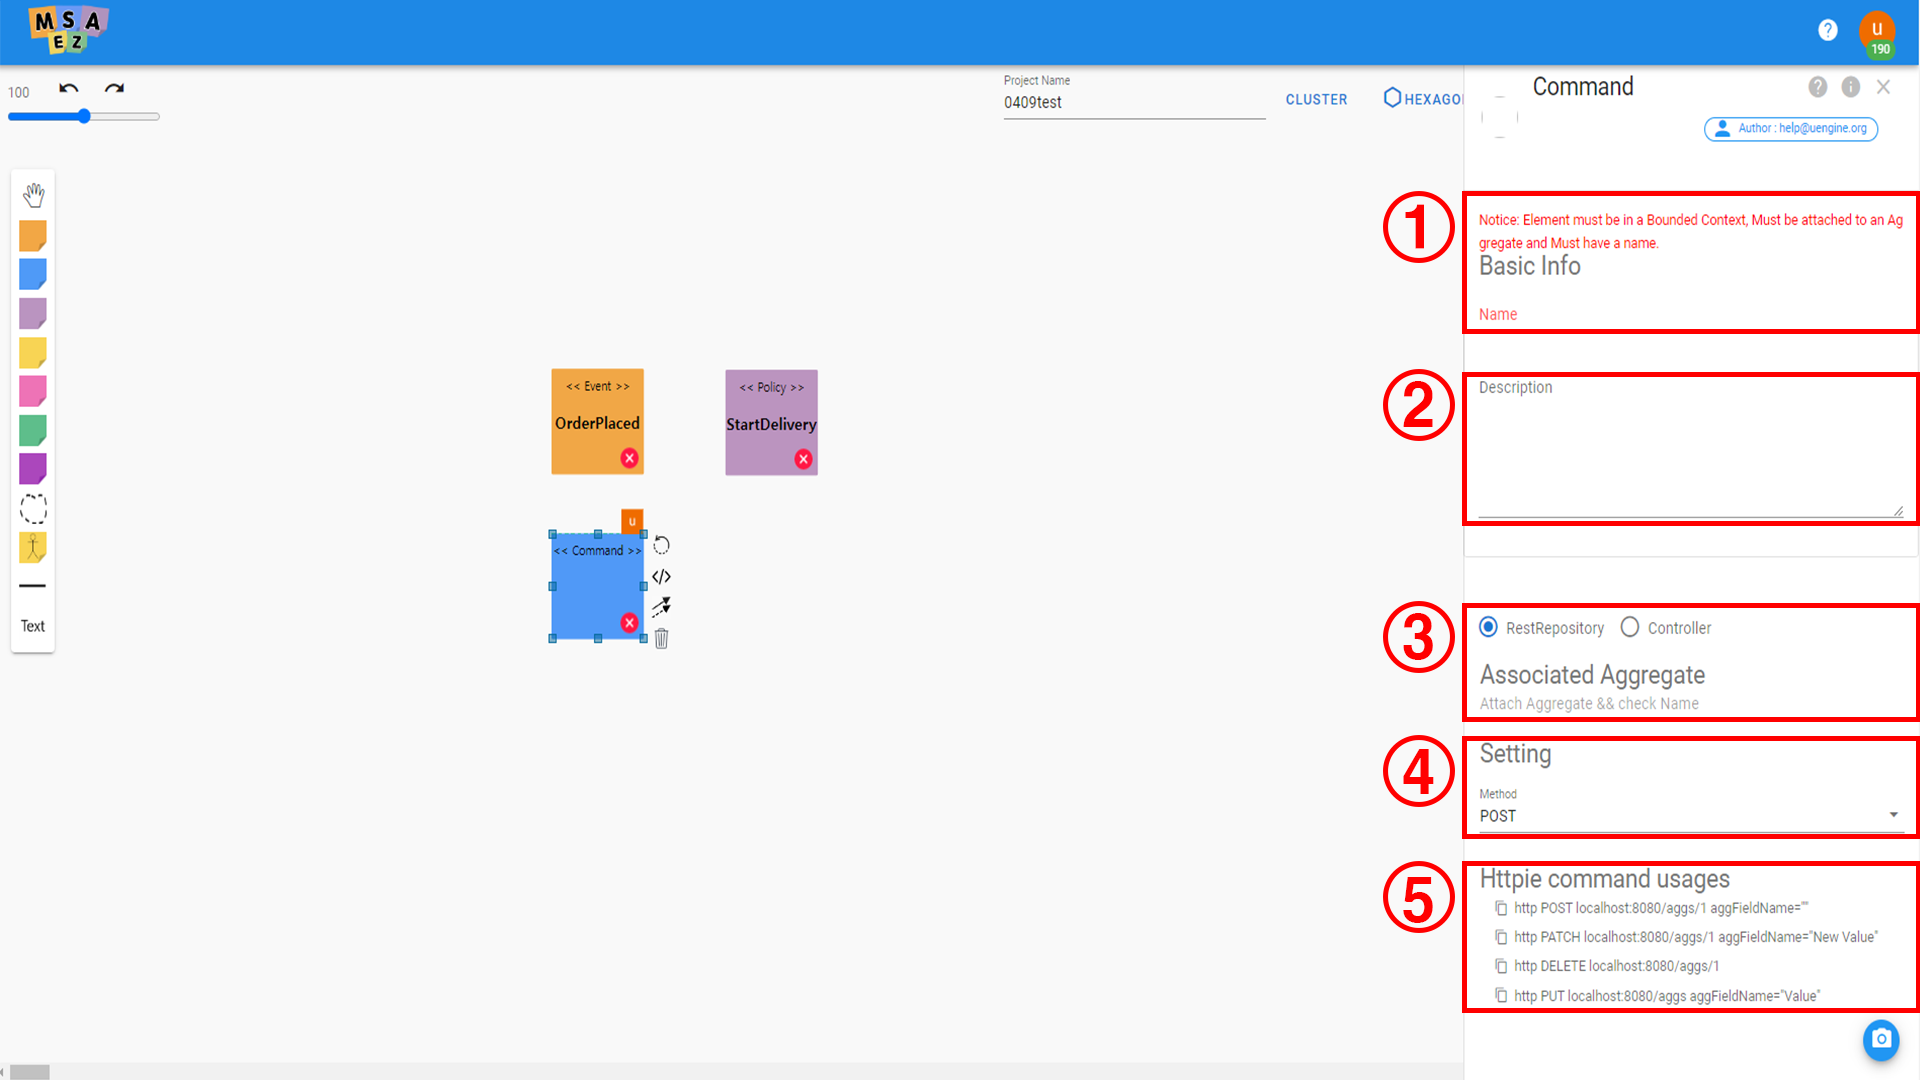 MSA
EZ
u
190
100
Project Name
0409test
CLUSTER
HEXAGO
Command
Author : help@uengine.org
①
Notice: Element must be in a Bounded Context, Must be attached to an Ag
gregate and Must have a name.
Basic Info
Name
②
Description
<< Event >>
OrderPlaced
<< Policy >>
StartDelivery
u
<< Command >>
Text
③
RestRepository
Controller
Associated Aggregate
Attach Aggregate && check Name
④
Setting
Method
POST
⑤
Httpie command usages
http POST localhost:8080/aggs/1 aggFieldName=""
http PATCH localhost:8080/aggs/1 aggFieldName="New Value"
http DELETE localhost:8080/aggs/1
http PUT localhost:8080/aggs aggFieldName="Value"